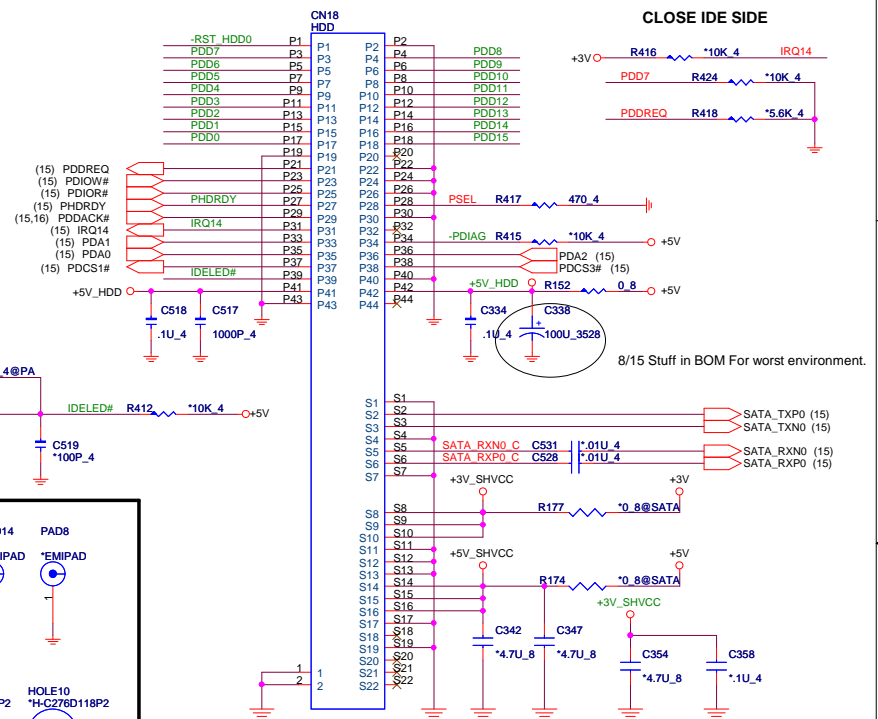 CN18
HDD
CLOSE IDE SIDE
-RST_HDD0 P1 P1 P2 P2
PDD7 P3 P3 P4 P4 PDD8
PDD6 P5 P5 P6 P6 PDD9
PDD5 P7 P7 P8 P8 PDD10
PDD4 P9 P9 P10 P10 PDD11
PDD3 P11 P11 P12 P12 PDD12
PDD2 P13 P13 P14 P14 PDD13
PDD1 P15 P15 P16 P16 PDD14
PDD0 P17 P17 P18 P18 PDD15
P19 P19 P20 P20
(15) PDDREQ P21 P21 P22 P22
(15) PDIOW# P23 P23 P24 P24
(15) PDIOR# P25 P25 P26 P26
(15) PHDRDY PHDRDY P27 P27 P28 P28 PSEL R417 470_4
(15,16) PDDACK# P29 P29 P30 P30
(15) IRQ14 IRQ14 P31 P31 P32 P32
(15) PDA1 P33 P33 P34 P34 -PDIAG R415 *10K_4 +5V
(15) PDA0 P35 P35 P36 P36 PDA2 (15)
(15) PDCS1# P37 P37 P38 P38 PDCS3# (15)
IDELED# P39 P39 P40 P40
+5V_HDD P41 P41 P42 P42 +5V_HDD R152 0_8 +5V
P43 P43 P44 P44
+3V R416 *10K_4 IRQ14
PDD7 R424 *10K_4
PDDREQ R418 *5.6K_4
C518 C517
.1U_4 1000P_4
C334 C338
.1U_4 + 100U_3528
8/15 Stuff in BOM For worst environment.
_4@PA
IDELED# R412 *10K_4 +5V
C519
*100P_4
S1 S1
S2 S2 SATA_TXP0 (15)
S3 S3 SATA_TXN0 (15)
S4 S4
S5 S5 SATA_RXN0_C C531 *.01U_4 SATA_RXN0 (15)
S6 S6 SATA_RXP0_C C528 *.01U_4 SATA_RXP0 (15)
S7 S7
+3V_SHVCC +3V
S8 S8 R177 *0_8@SATA
S9 S9
S10 S10
S11 S11
S12 S12 +5V_SHVCC +5V
S13 S13
S14 S14 R174 *0_8@SATA
S15 S15
S16 S16 +3V_SHVCC
S17 S17
S18 S18
S19 S19
S20 S20
S21 S21
S22 S22
C342 C347
*4.7U_8 *4.7U_8
C354 C358
*4.7U_8 *.1U_4
1 1
2 2
14 PAD8
IPAD *EMIPAD
1
HOLE10
P2 *H-C276D118P2